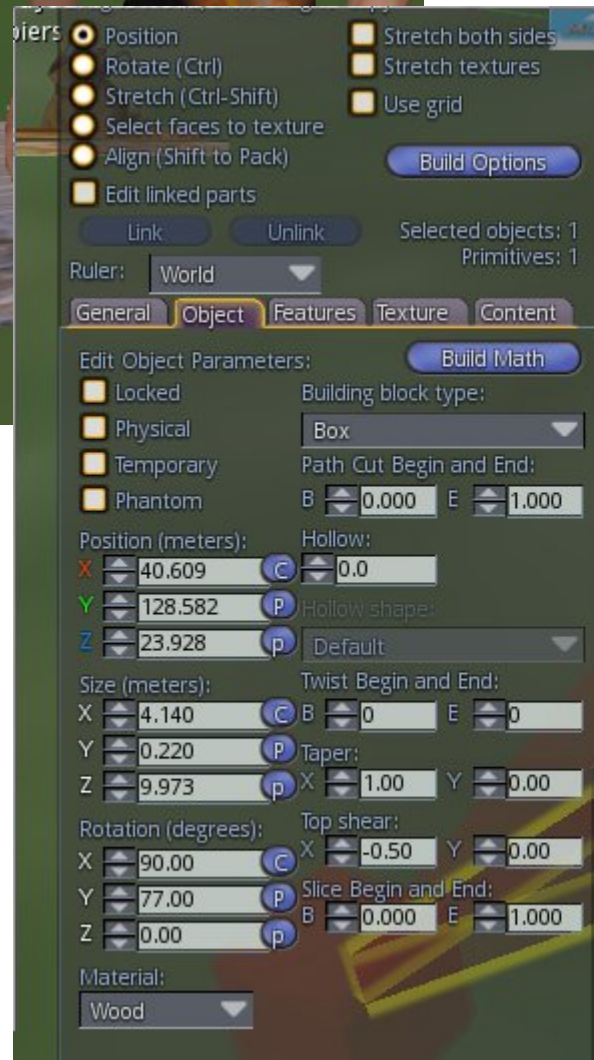 piers
Position Stretch both sides
Rotate (Ctrl) Stretch textures
Stretch (Ctrl-Shift) Use grid
Select faces to texture
Align (Shift to Pack) Build Options
Edit linked parts
Link Unlink Selected objects: 1
Primitives: 1
Ruler: World
General Object Features Texture Content
Edit Object Parameters: Build Math
Locked Building block type:
Physical Box
Temporary Path Cut Begin and End:
Phantom B 0.000 E 1.000
Position (meters): Hollow:
X 40.609 C 0.0
Y 128.582 P Hollow shape:
Z 23.928 p Default
Size (meters): Twist Begin and End:
X 4.140 C B 0 E 0
Y 0.220 P Taper:
Z 9.973 p X 1.00 Y 0.00
Rotation (degrees): Top shear:
X 90.00 C X -0.50 Y 0.00
Y 77.00 P Slice Begin and End:
Z 0.00 p B 0.000 E 1.000
Material:
Wood